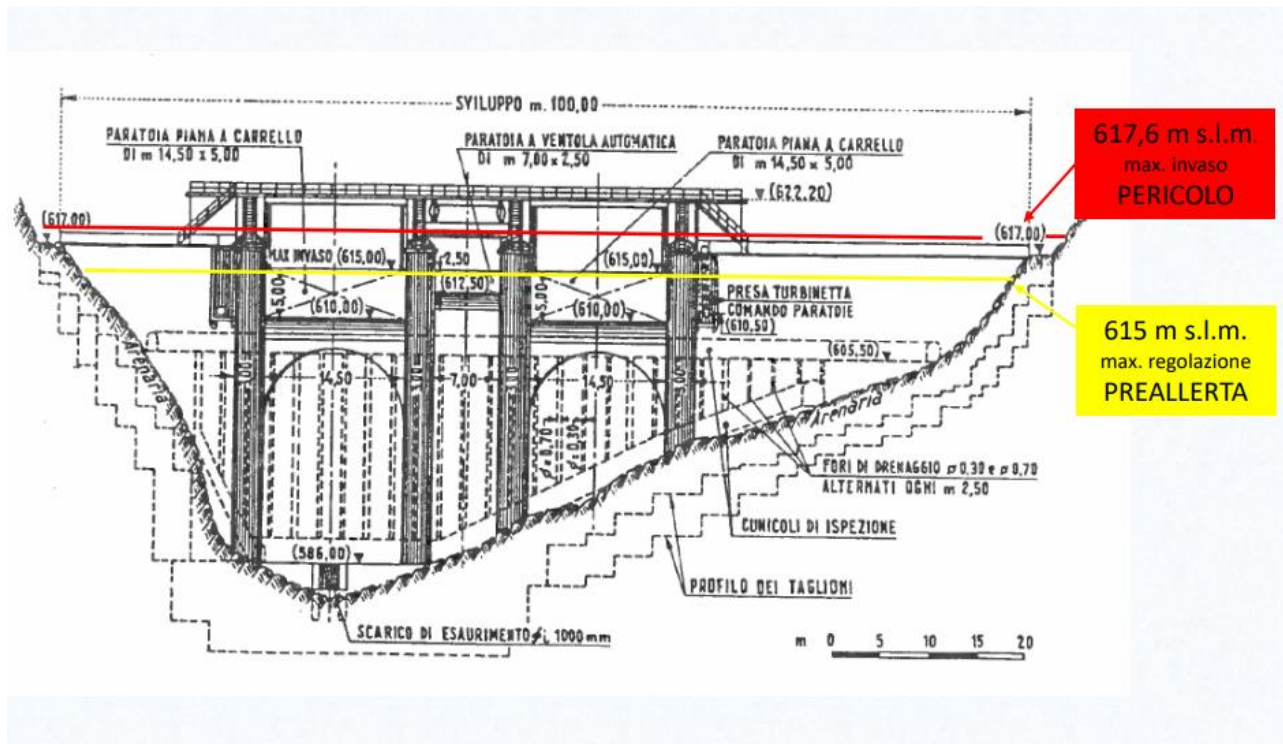 SVILUPPO m. 100,00
PARATOIA PIANA A CARRELLO
DI m 14,50 x 5,00
PARATOIA A VENTOLA AUTOMATICA
DI m 7,00 x 2,50
PARATOIA PIANA A CARRELLO
DI m 14,50 x 5,00
617,6 m s.l.m.
max. invaso
PERICOLO
(622.20)
(617.00)
(617.00)
MAX INVASO (615,00)
2,50
(615,00)
(612,50)
5,00
(610,00)
5,00
(610,00)
PRESA TURBINETTA
COMANDO PARATOIE
(610,50)
615 m s.l.m.
max. regolazione
PREALLERTA
(605,50)
Arenaria
14,50
7,00
14,50
Arenaria
ø 0,70
ø 0,30
FORI DI DRENAGGIO ø 0,30 e ø 0,70
ALTERNATI OGNI m 2,50
CUNICOLI DI ISPEZIONE
(586,00)
PROFILO DEI TAGLIONI
SCARICO DI ESAURIMENTO 1000 mm
m 0 5 10 15 20